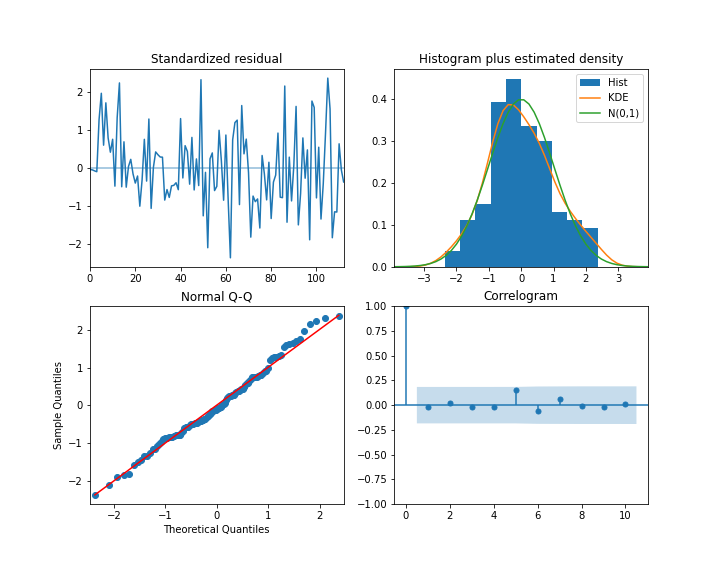 Standardized residual
2
1
0
−1
−2
0 20 40 60 80 100
Histogram plus estimated density
0.4
0.3
0.2
0.1
0.0
−3 −2 −1 0 1 2 3
Hist
KDE
N(0,1)
Normal Q-Q
Sample Quantiles
2
1
0
−1
−2
−2 −1 0 1 2
Theoretical Quantiles
Correlogram
1.00
0.75
0.50
0.25
0.00
−0.25
−0.50
−0.75
−1.00
0 2 4 6 8 10